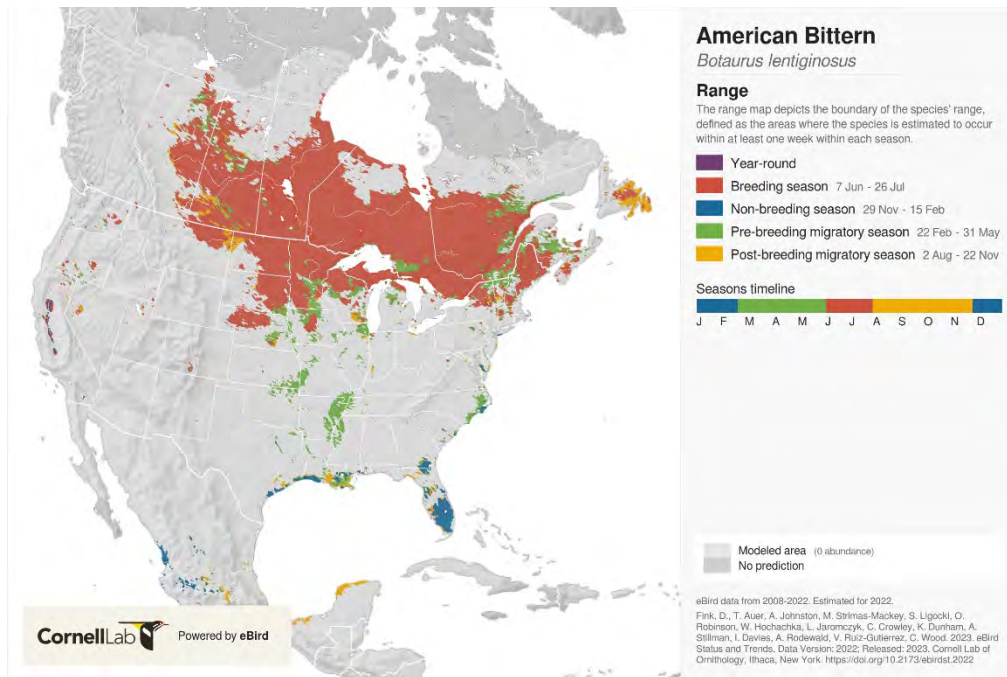 American Bittern
Botaurus lentiginosus
Range
The range map depicts the boundary of the species' range,
defined as the areas where the species is estimated to occur
within at least one week within each season.
Year-round
Breeding season 7 Jun - 26 Jul
Non-breeding season 29 Nov - 15 Feb
Pre-breeding migratory season 22 Feb - 31 May
Post-breeding migratory season 2 Aug - 22 Nov
Seasons timeline
J F M A M J J A S O N D
Modeled area (0 abundance)
No prediction
eBird data from 2008-2022. Estimated for 2022.
Fink, D., T. Auer, A. Johnston, M. Strimas-Mackey, S. Ligocki, O.
Robinson, W. Hochachka, L. Jaromczyk, C. Crowley, K. Dunham, A.
Stillman, I. Davies, A. Rodewald, V. Ruiz-Gutierrez, C. Wood. 2023. eBird
Status and Trends, Data Version: 2022; Released: 2023. Cornell Lab of
Ornithology, Ithaca, New York. https://doi.org/10.2173/ebirdst.2022
CornellLab Powered by eBird